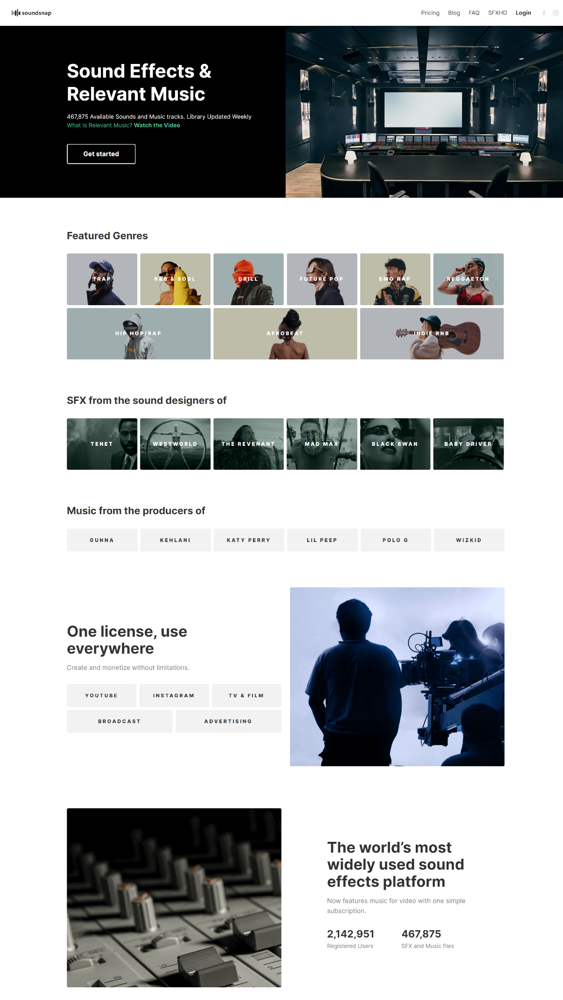 soundsnap
Pricing Blog FAQ SFXHD Login
Sound Effects &
Relevant Music
467,875 Available Sounds and Music tracks. Library Updated Weekly
What is Relevant Music? Watch the Video
Get started
Featured Genres
TRAP R&B & SOUL DRILL FUTURE POP EMO RAP REGGAETON
HIP HOP/RAP AFROBEAT INDIE RNB
SFX from the sound designers of
TENET WESTWORLD THE REVENANT MAD MAX BLACK SWAN BABY DRIVER
Music from the producers of
GUNNA KEHLANI KATY PERRY LIL PEEP POLO G WIZKID
One license, use
everywhere
Create and monetize without limitations.
YOUTUBE INSTAGRAM TV & FILM
BROADCAST ADVERTISING
The world’s most
widely used sound
effects platform
Now features music for video with one simple
subscription.
2,142,951 467,875
Registered Users SFX and Music files
10
10